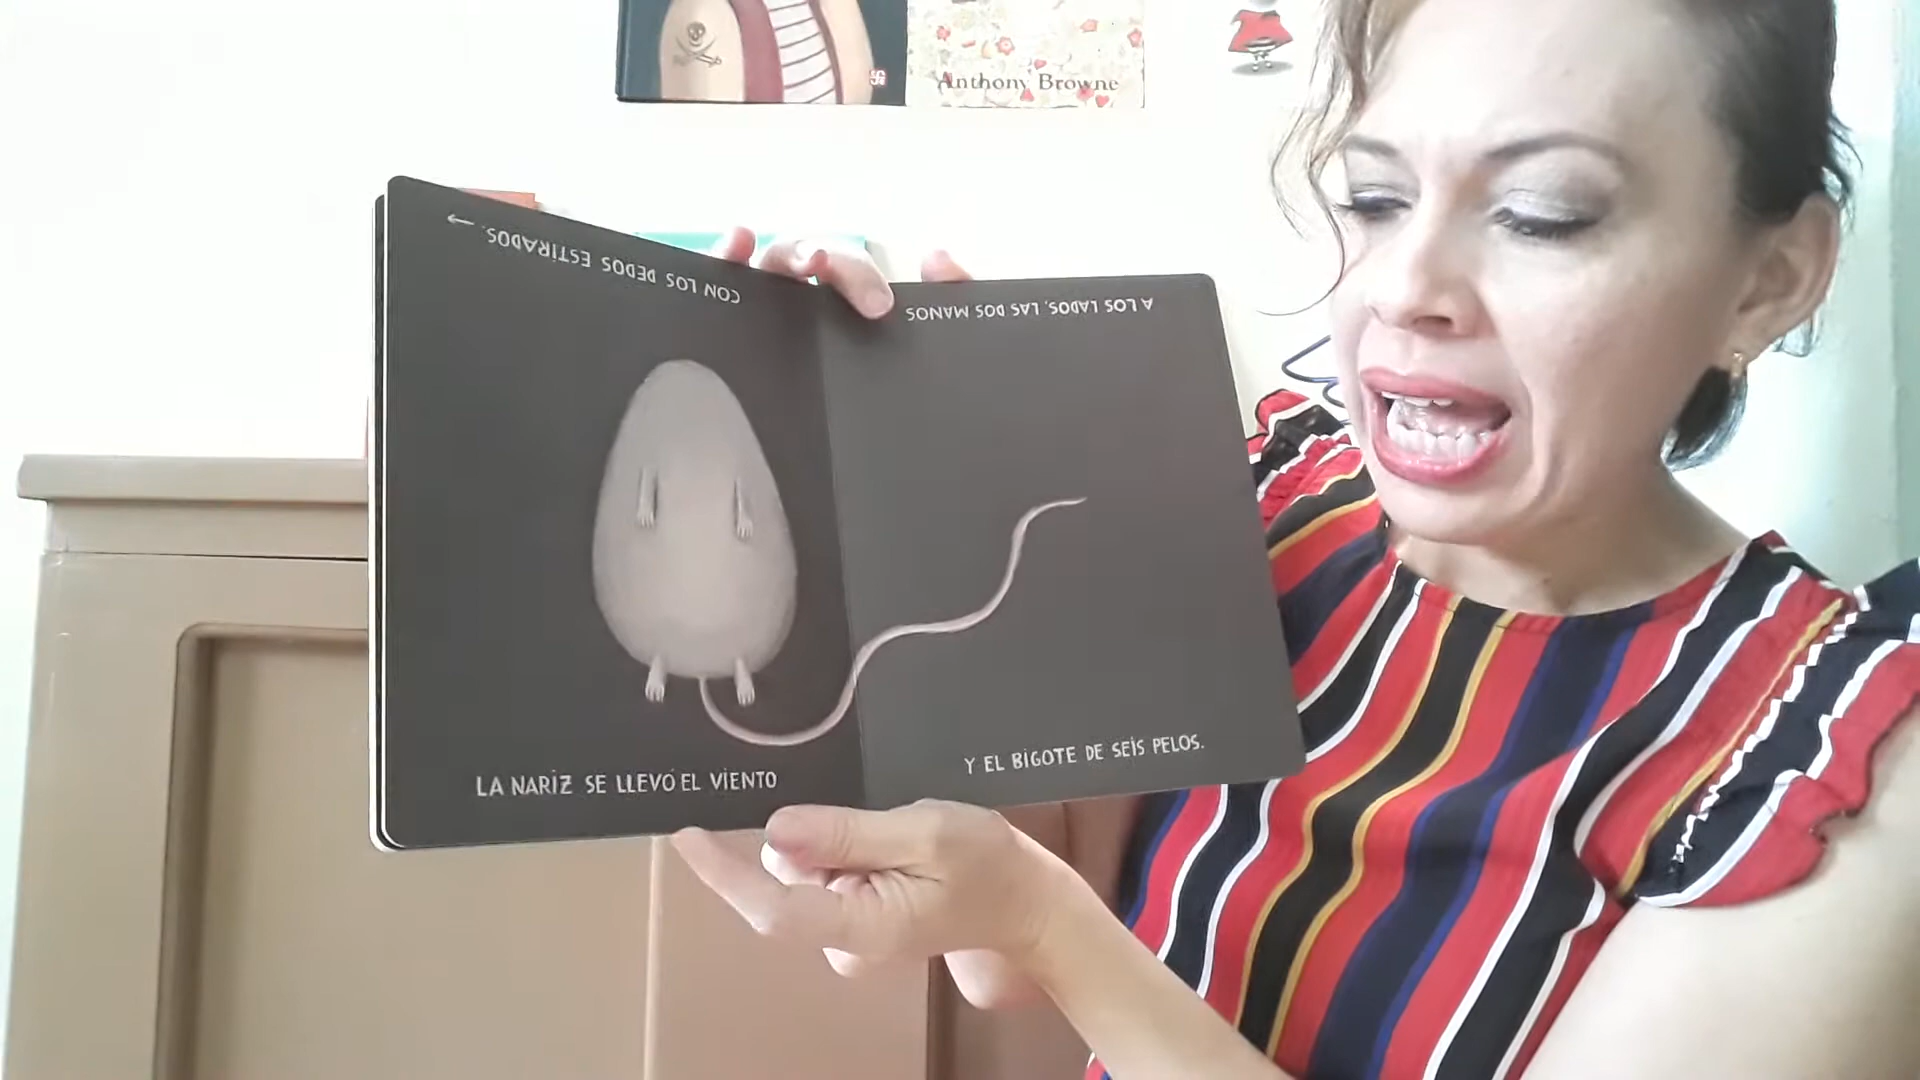 Anthony Browne
CON LOS DEDOS ESTIRADOS. →
A LOS LADOS, LAS DOS MANOS
LA NARIZ SE LLEVÓ EL VIENTO
Y EL BIGOTE DE SEIS PELOS.